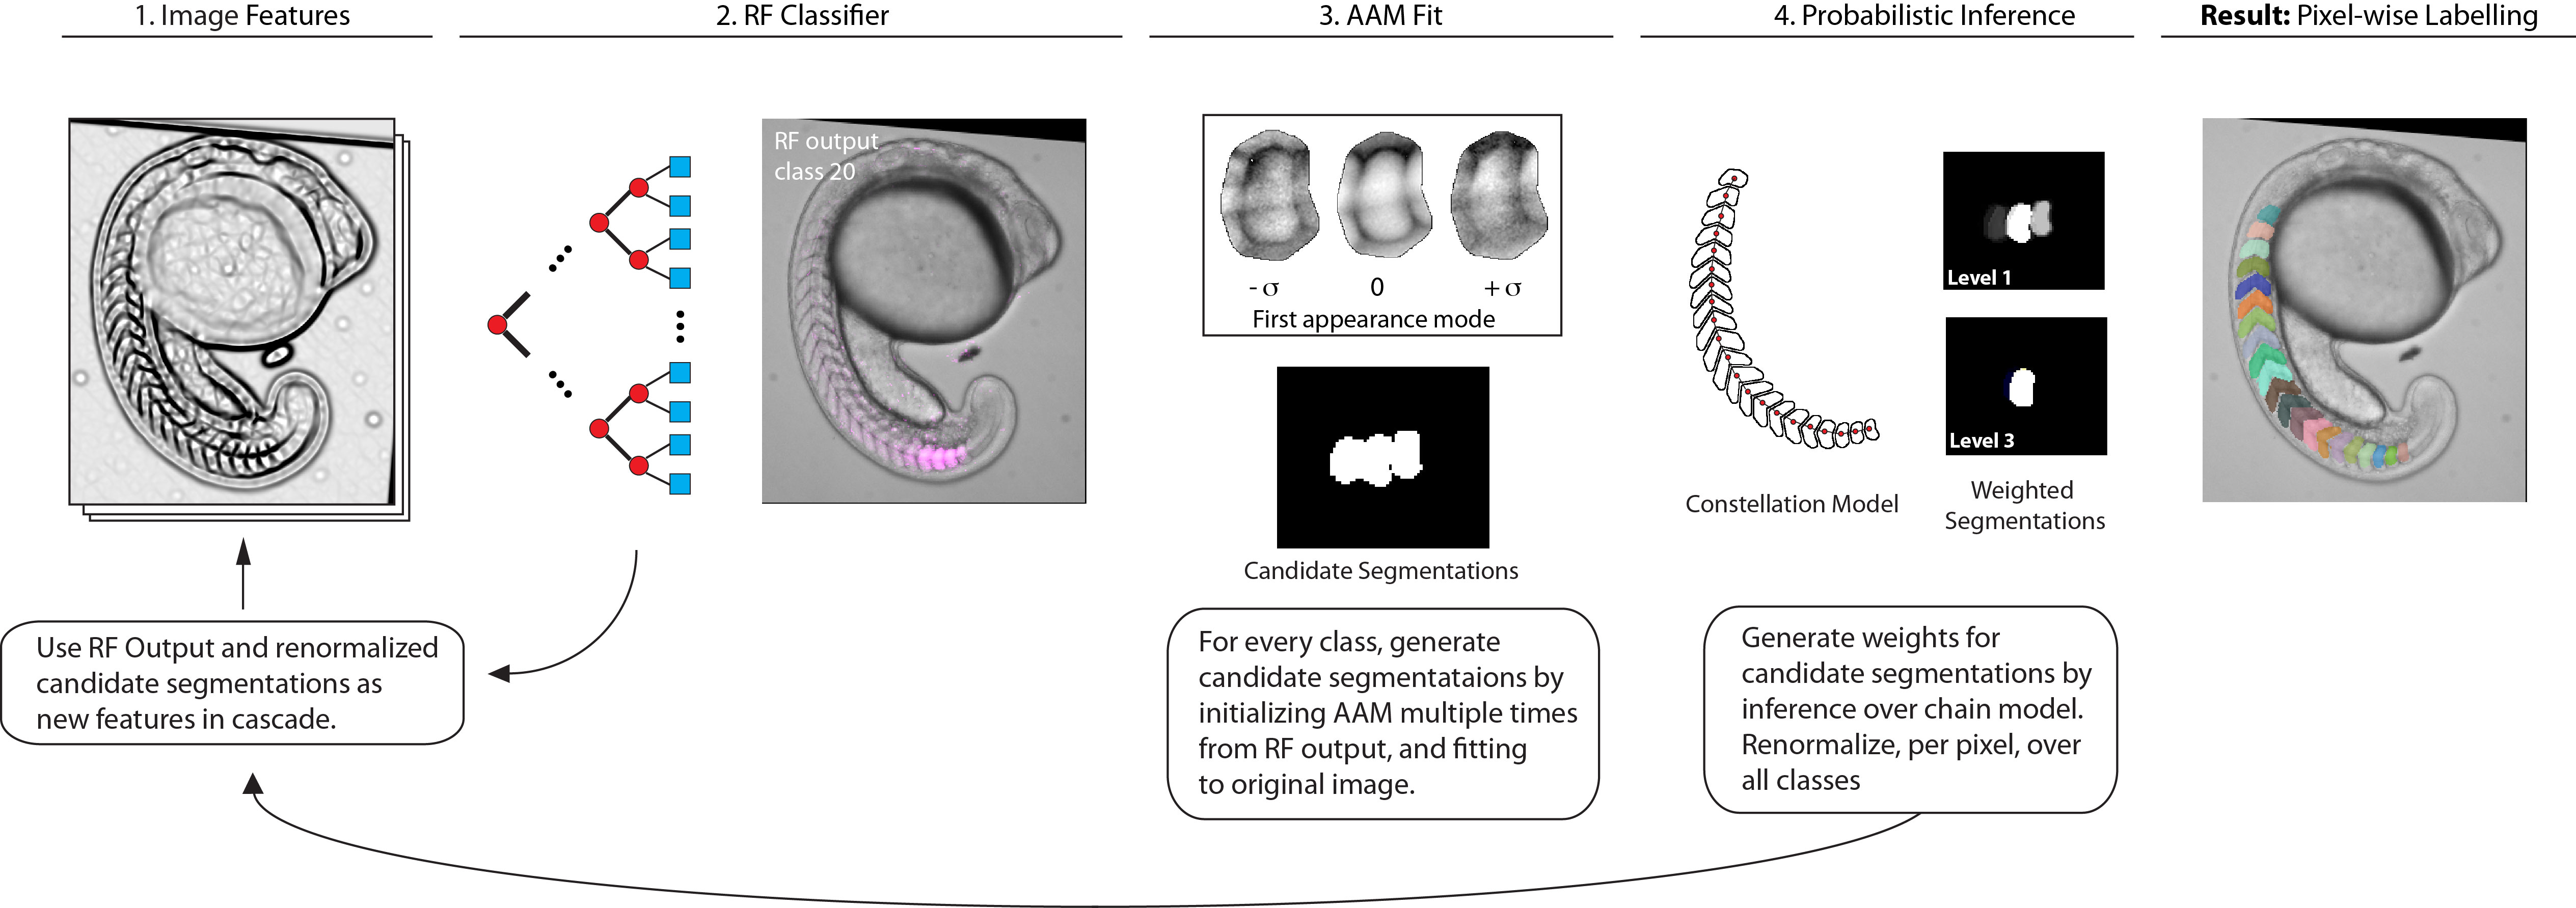 1. Image Features
2. RF Classifier
3. AAM Fit
4. Probabilistic Inference
Result: Pixel-wise Labelling
RF output
class 20
- σ
0
+ σ
First appearance mode
Candidate Segmentations
Constellation Model
Level 1
Level 3
Weighted
Segmentations
Use RF Output and renormalized
candidate segmentations as
new features in cascade.
For every class, generate
candidate segmentataions by
initializing AAM multiple times
from RF output, and fitting
to original image.
Generate weights for
candidate segmentations by
inference over chain model.
Renormalize, per pixel, over
all classes